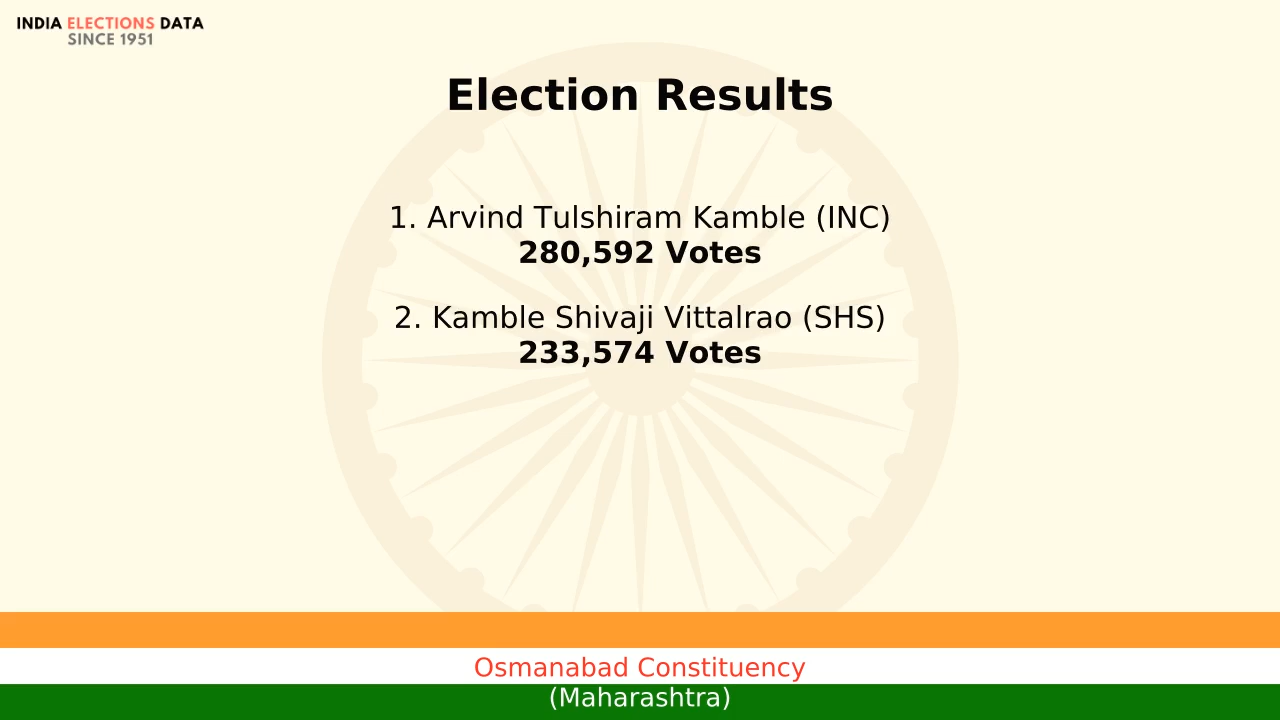 INDIA ELECTIONS DATA
SINCE 1951
Election Results
1. Arvind Tulshiram Kamble (INC)
280,592 Votes
2. Kamble Shivaji Vittalrao (SHS)
233,574 Votes
Osmanabad Constituency
(Maharashtra)